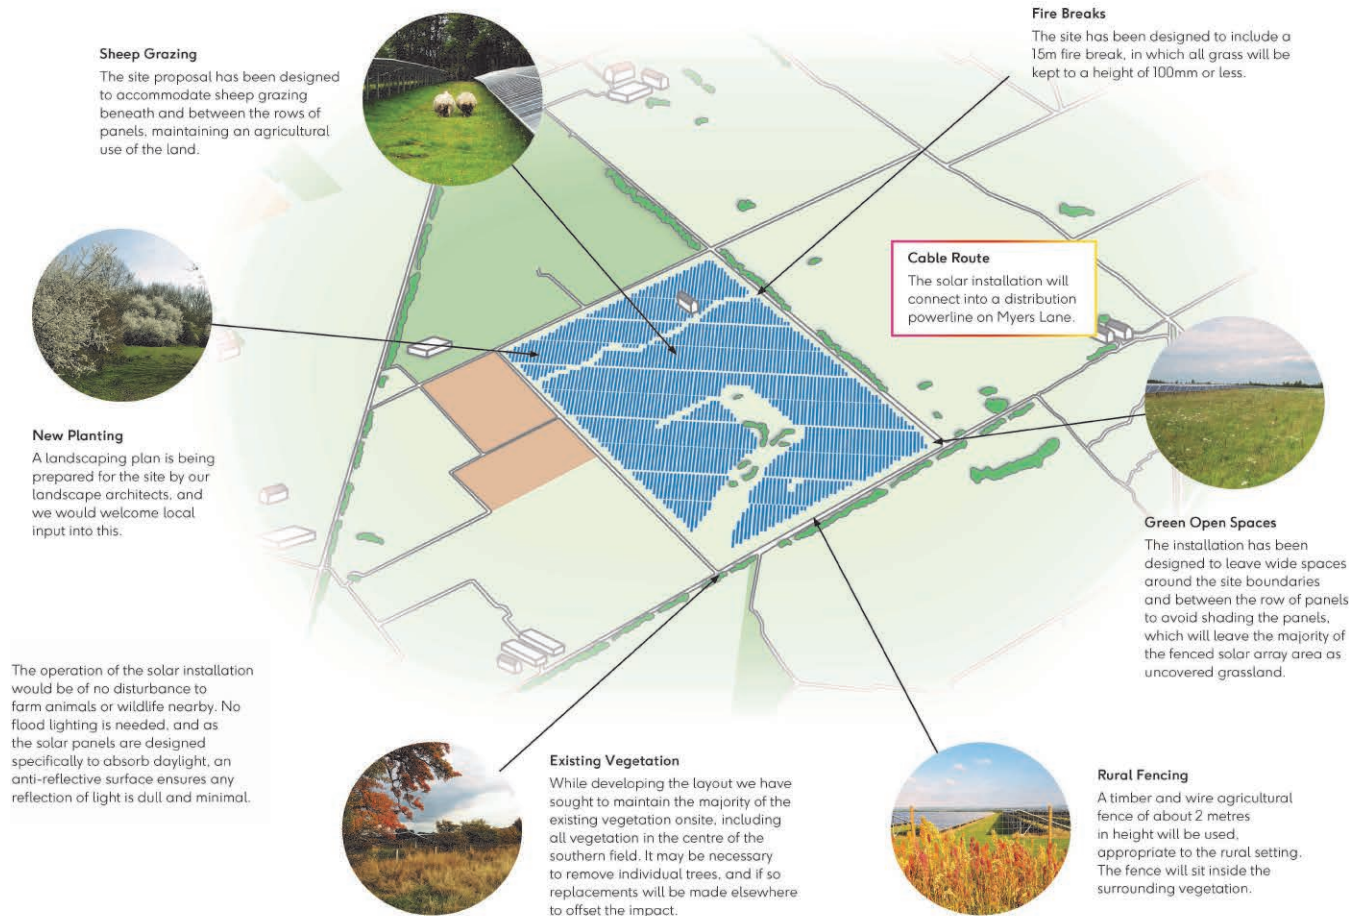 Sheep Grazing
The site proposal has been designed
to accommodate sheep grazing
beneath and between the rows of
panels, maintaining an agricultural
use of the land.
Fire Breaks
The site has been designed to include a
15m fire break, in which all grass will be
kept to a height of 100mm or less.
Cable Route
The solar installation will
connect into a distribution
powerline on Myers Lane.
New Planting
A landscaping plan is being
prepared for the site by our
landscape architects, and
we would welcome local
input into this.
Green Open Spaces
The installation has been
designed to leave wide spaces
around the site boundaries
and between the row of panels
to avoid shading the panels,
which will leave the majority of
the fenced solar array area as
uncovered grassland.
The operation of the solar installation
would be of no disturbance to
farm animals or wildlife nearby. No
flood lighting is needed, and as
the solar panels are designed
specifically to absorb daylight, an
anti-reflective surface ensures any
reflection of light is dull and minimal.
Existing Vegetation
While developing the layout we have
sought to maintain the majority of the
existing vegetation onsite, including
all vegetation in the centre of the
southern field. It may be necessary
to remove individual trees, and if so
replacements will be made elsewhere
to offset the impact.
Rural Fencing
A timber and wire agricultural
fence of about 2 metres
in height will be used,
appropriate to the rural setting.
The fence will sit inside the
surrounding vegetation.